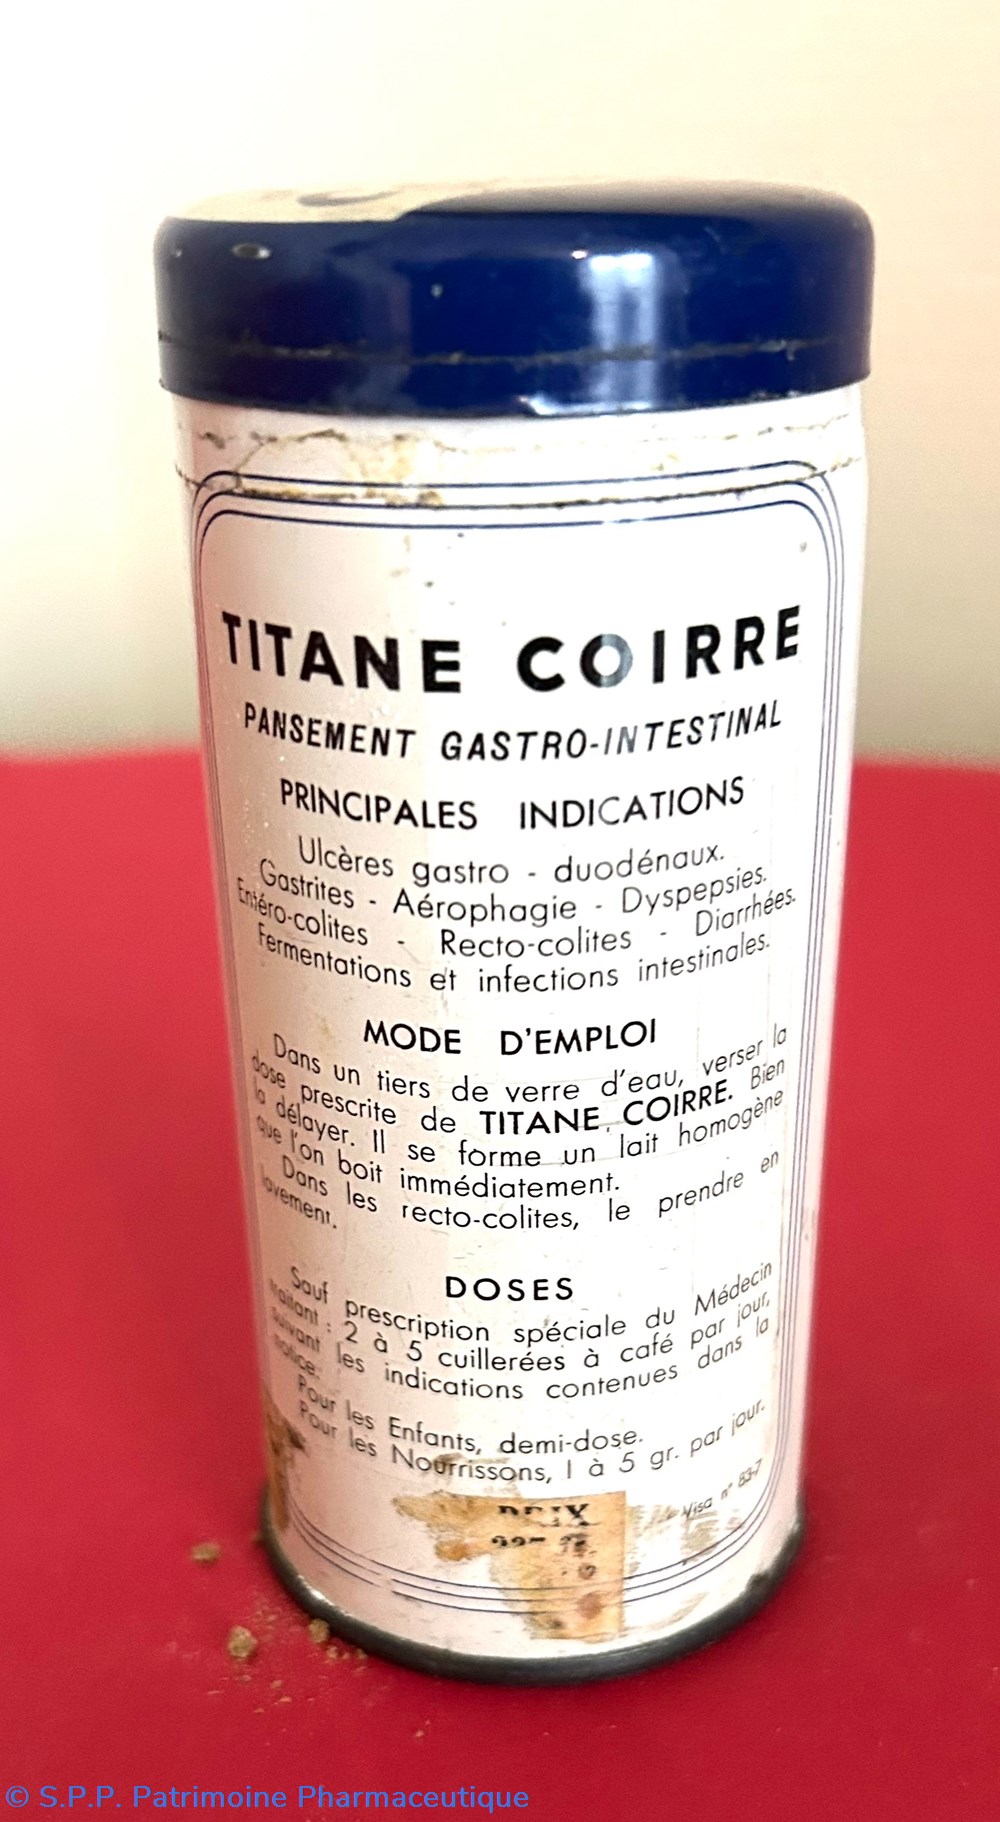 TITANE COIRRE
PANSEMENT GASTRO-INTESTINAL
PRINCIPALES INDICATIONS
Ulcères gastro - duodénaux.
Gastrites - Aérophagie - Dyspepsies.
Entéro-colites - Recto-colites - Diarrhées.
Fermentations et infections intestinales.
MODE D'EMPLOI
Dans un tiers de verre d'eau, verser la
dose prescrite de TITANE COIRRE. Bien
la délayer. Il se forme un lait homogène
que l'on boit immédiatement.
Dans les recto-colites, le prendre en
lavement.
DOSES
Sauf prescription spéciale du Médecin
traitant : 2 à 5 cuillerées à café par jour,
suivant les indications contenues dans la
notice.
Pour les Enfants, demi-dose.
Pour les Nourrissons, 1 à 5 gr. par jour.
Visa n° 83-7
PRIX
© S.P.P. Patrimoine Pharmaceutique